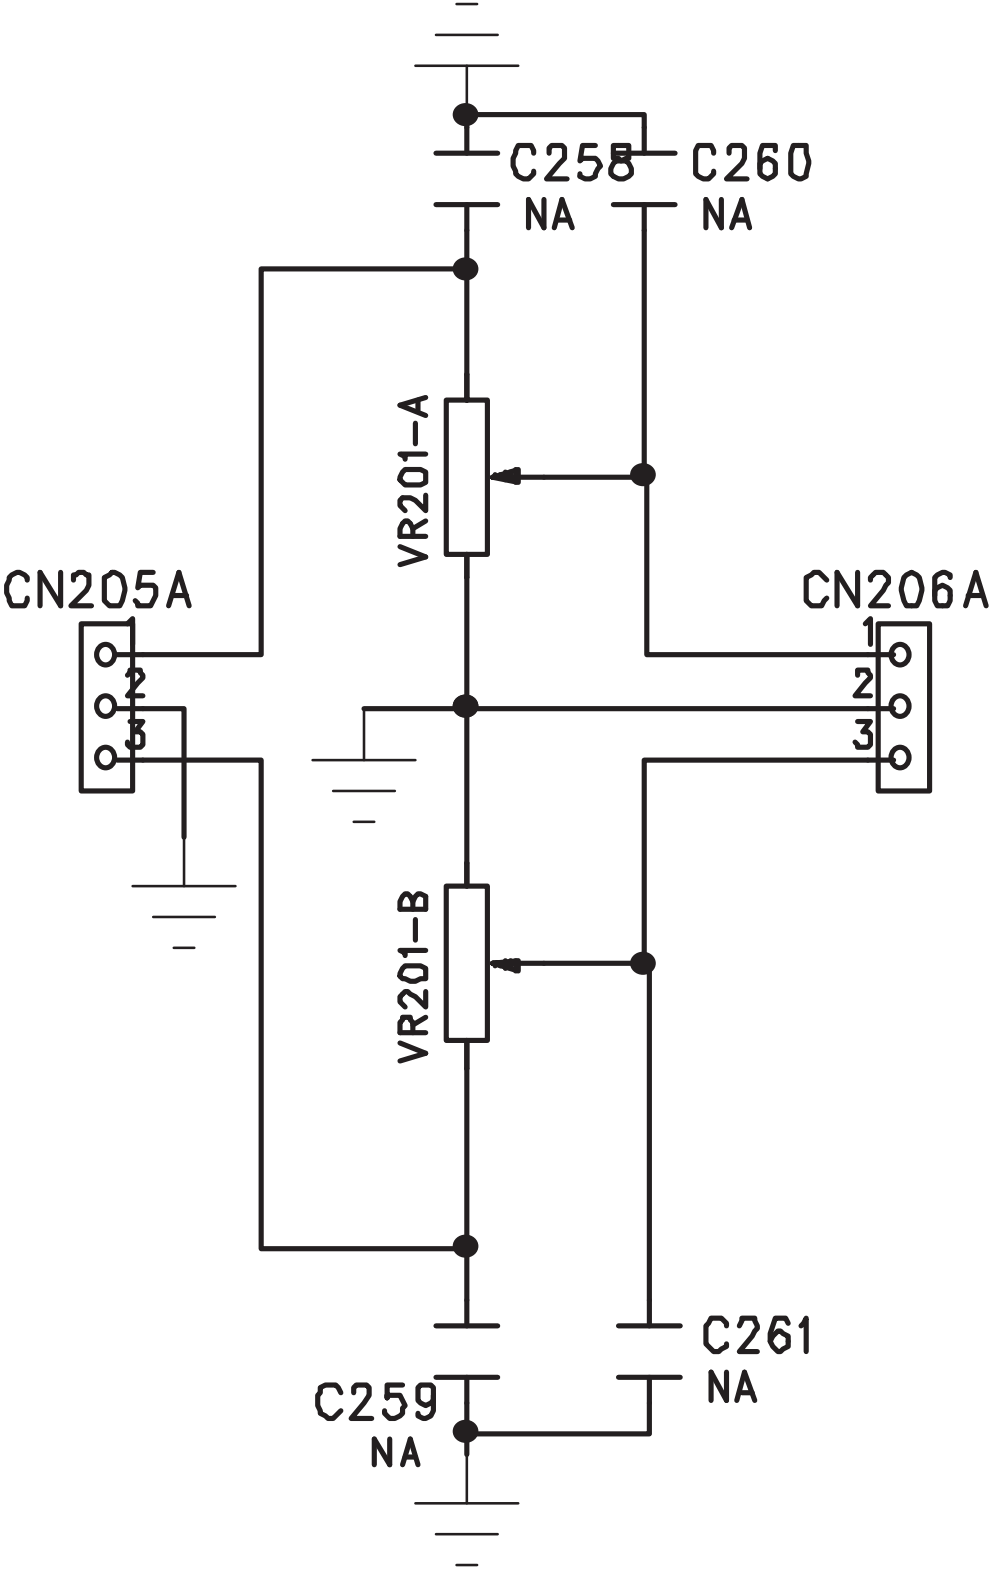 C258 C260
NA NA
VR201-A
CN205A CN206A
1 1
2 2
3 3
VR201-B
C261
NA
C259
NA